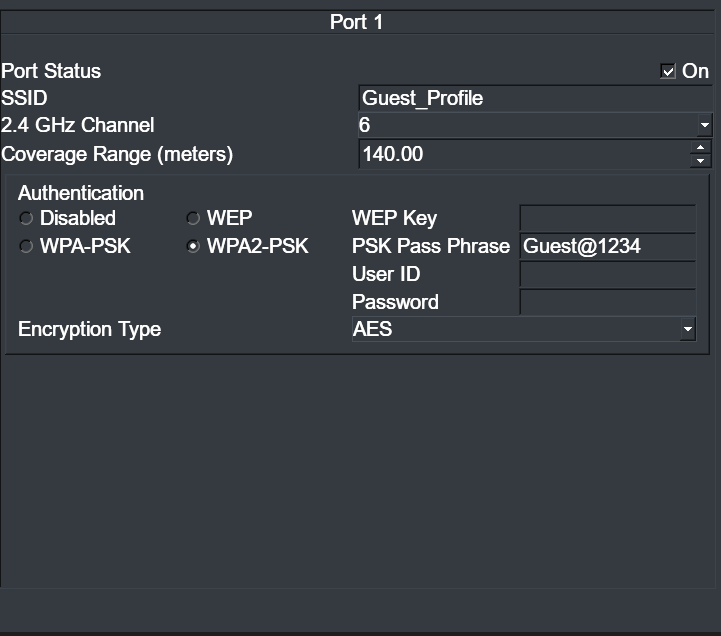 Port 1
Port Status On
SSID Guest_Profile
2.4 GHz Channel 6
Coverage Range (meters) 140.00
Authentication
Disabled WEP WEP Key
WPA-PSK WPA2-PSK PSK Pass Phrase Guest@1234
User ID
Password
Encryption Type AES